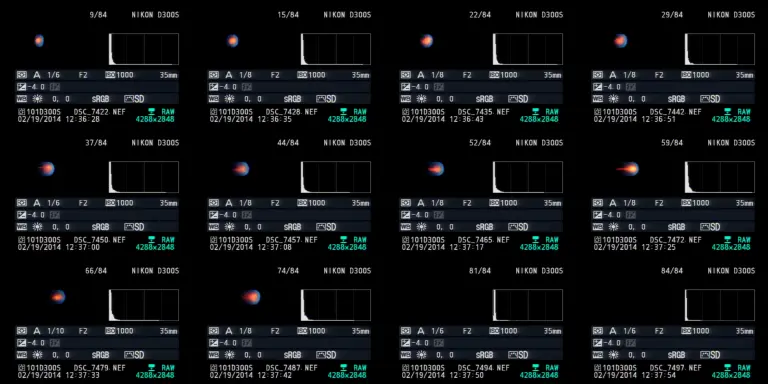 9/84 NIKON D300S
A 1/6 F2 ISO1000 35mm
-4.0
WB 0, 0 sRGB SD
101D300S DSC_7422.NEF RAW
02/19/2014 12:36:28 4288x2848
15/84 NIKON D300S
A 1/8 F2 ISO1000 35mm
-4.0
WB 0, 0 sRGB SD
101D300S DSC_7428.NEF RAW
02/19/2014 12:36:35 4288x2848
22/84 NIKON D300S
A 1/8 F2 ISO1000 35mm
-4.0
WB 0, 0 sRGB SD
101D300S DSC_7435.NEF RAW
02/19/2014 12:36:43 4288x2848
29/84 NIKON D300S
A 1/8 F2 ISO1000 35mm
-4.0
WB 0, 0 sRGB SD
101D300S DSC_7442.NEF RAW
02/19/2014 12:36:51 4288x2848
37/84 NIKON D300S
A 1/6 F2 ISO1000 35mm
-4.0
WB 0, 0 sRGB SD
101D300S DSC_7450.NEF RAW
02/19/2014 12:37:00 4288x2848
44/84 NIKON D300S
A 1/8 F2 ISO1000 35mm
-4.0
WB 0, 0 sRGB SD
101D300S DSC_7457.NEF RAW
02/19/2014 12:37:08 4288x2848
52/84 NIKON D300S
A 1/6 F2 ISO1000 35mm
-4.0
WB 0, 0 sRGB SD
101D300S DSC_7465.NEF RAW
02/19/2014 12:37:17 4288x2848
59/84 NIKON D300S
A 1/8 F2 ISO1000 35mm
-4.0
WB 0, 0 sRGB SD
101D300S DSC_7472.NEF RAW
02/19/2014 12:37:25 4288x2848
66/84 NIKON D300S
A 1/10 F2 ISO1000 35mm
-4.0
WB 0, 0 sRGB SD
101D300S DSC_7479.NEF RAW
02/19/2014 12:37:33 4288x2848
74/84 NIKON D300S
A 1/8 F2 ISO1000 35mm
-4.0
WB 0, 0 sRGB SD
101D300S DSC_7487.NEF RAW
02/19/2014 12:37:42 4288x2848
81/84 NIKON D300S
A 1/6 F2 ISO1000 35mm
-4.0
WB 0, 0 sRGB SD
101D300S DSC_7494.NEF RAW
02/19/2014 12:37:50 4288x2848
84/84 NIKON D300S
A 1/8 F2 ISO1000 35mm
-4.0
WB 0, 0 sRGB SD
101D300S DSC_7497.NEF RAW
02/19/2014 12:37:54 4288x2848